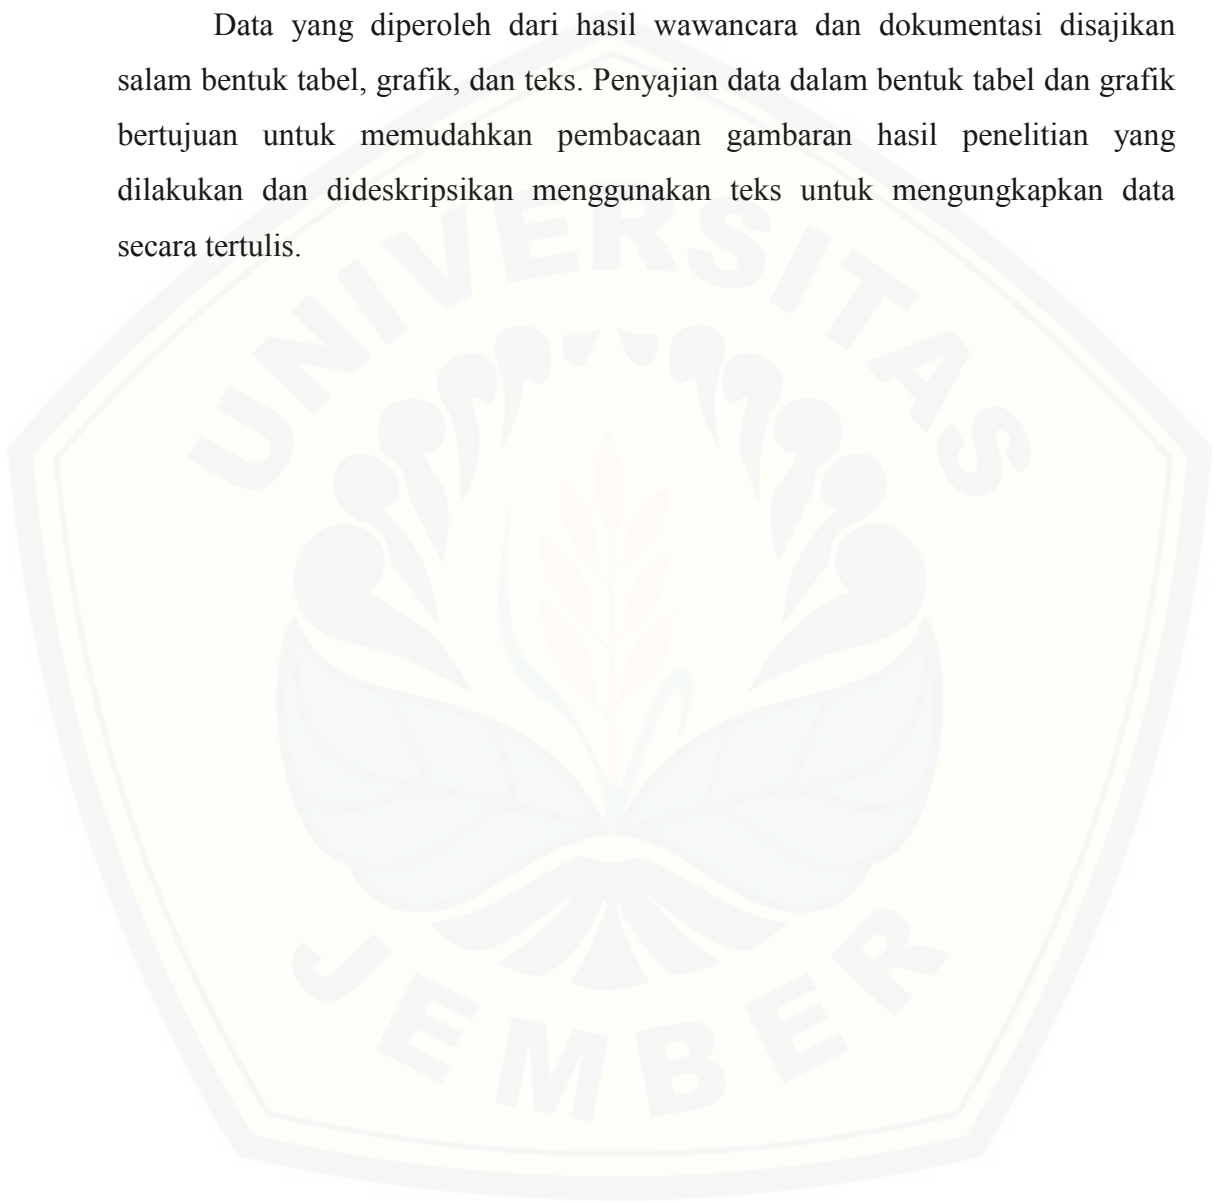 Data yang diperoleh dari hasil wawancara dan dokumentasi disajikan
salam bentuk tabel, grafik, dan teks. Penyajian data dalam bentuk tabel dan grafik
bertujuan untuk memudahkan pembacaan gambaran hasil penelitian yang
dilakukan dan dideskripsikan menggunakan teks untuk mengungkapkan data
secara tertulis.
UNIVERSITAS
JEMBER